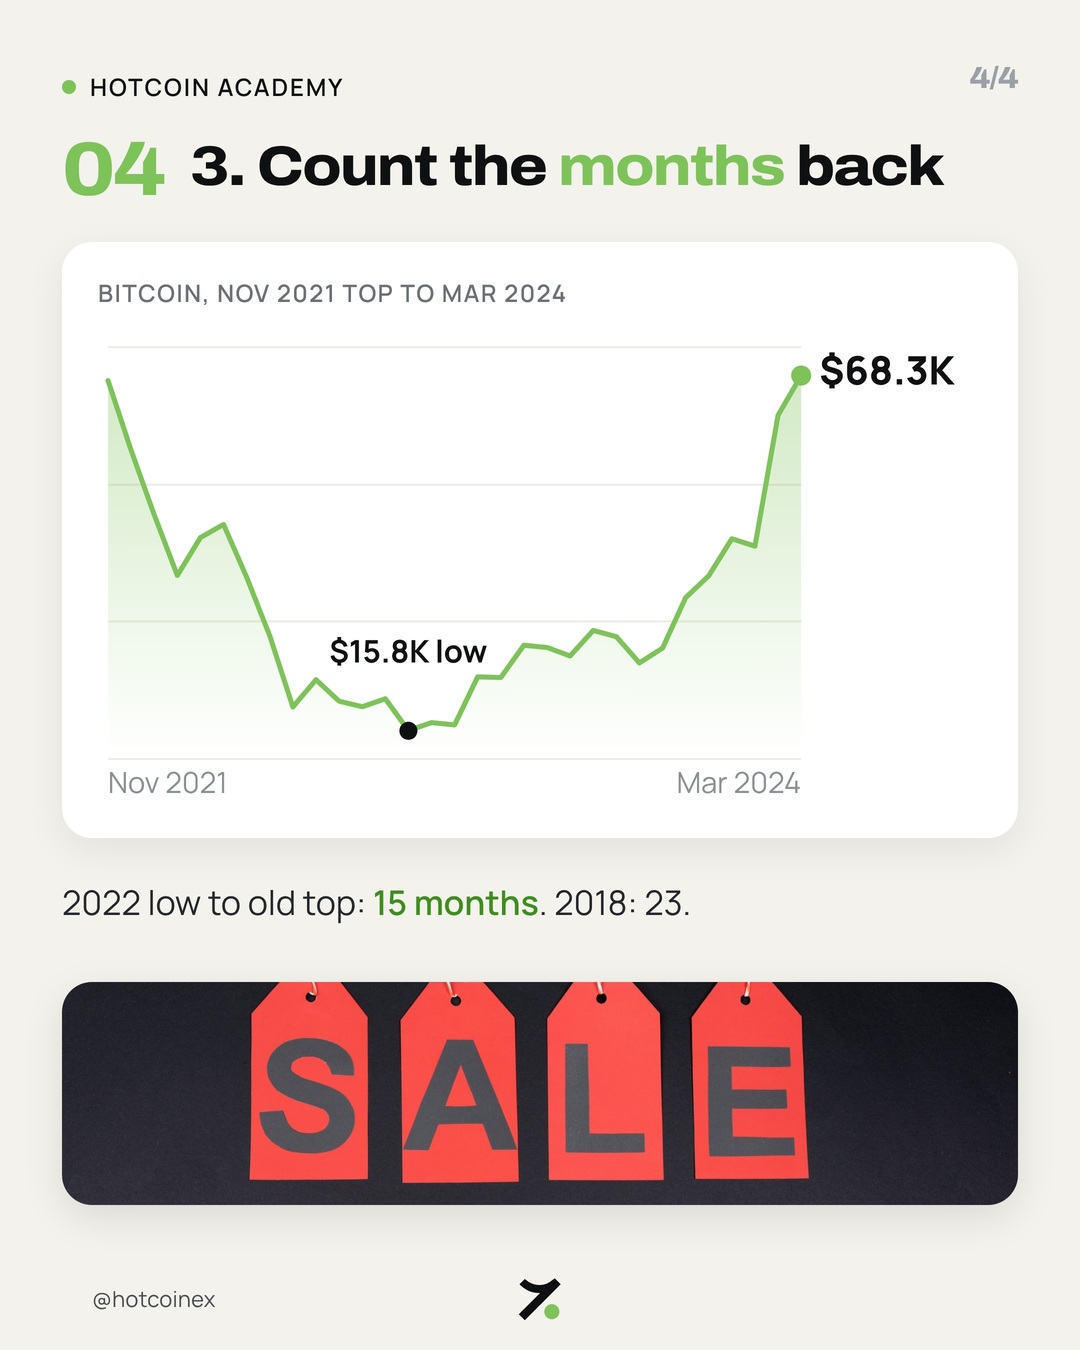 HOTCOIN ACADEMY
4/4
04 3. Count the months back
BITCOIN, NOV 2021 TOP TO MAR 2024
$68.3K
$15.8K low
Nov 2021
Mar 2024
2022 low to old top: 15 months. 2018: 23.
SALE
@hotcoinex